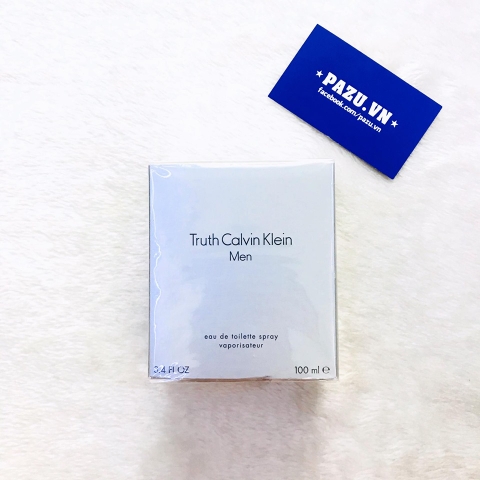 ★ PAZU.VN ★
facebook.com/pazu.vn
Truth Calvin Klein
Men
eau de toilette spray
vaporisateur
3.4 Fl OZ 100 ml ℮